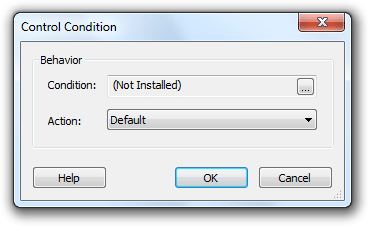 Control Condition
Behavior
Condition: (Not Installed) ...
Action: Default
Help OK Cancel